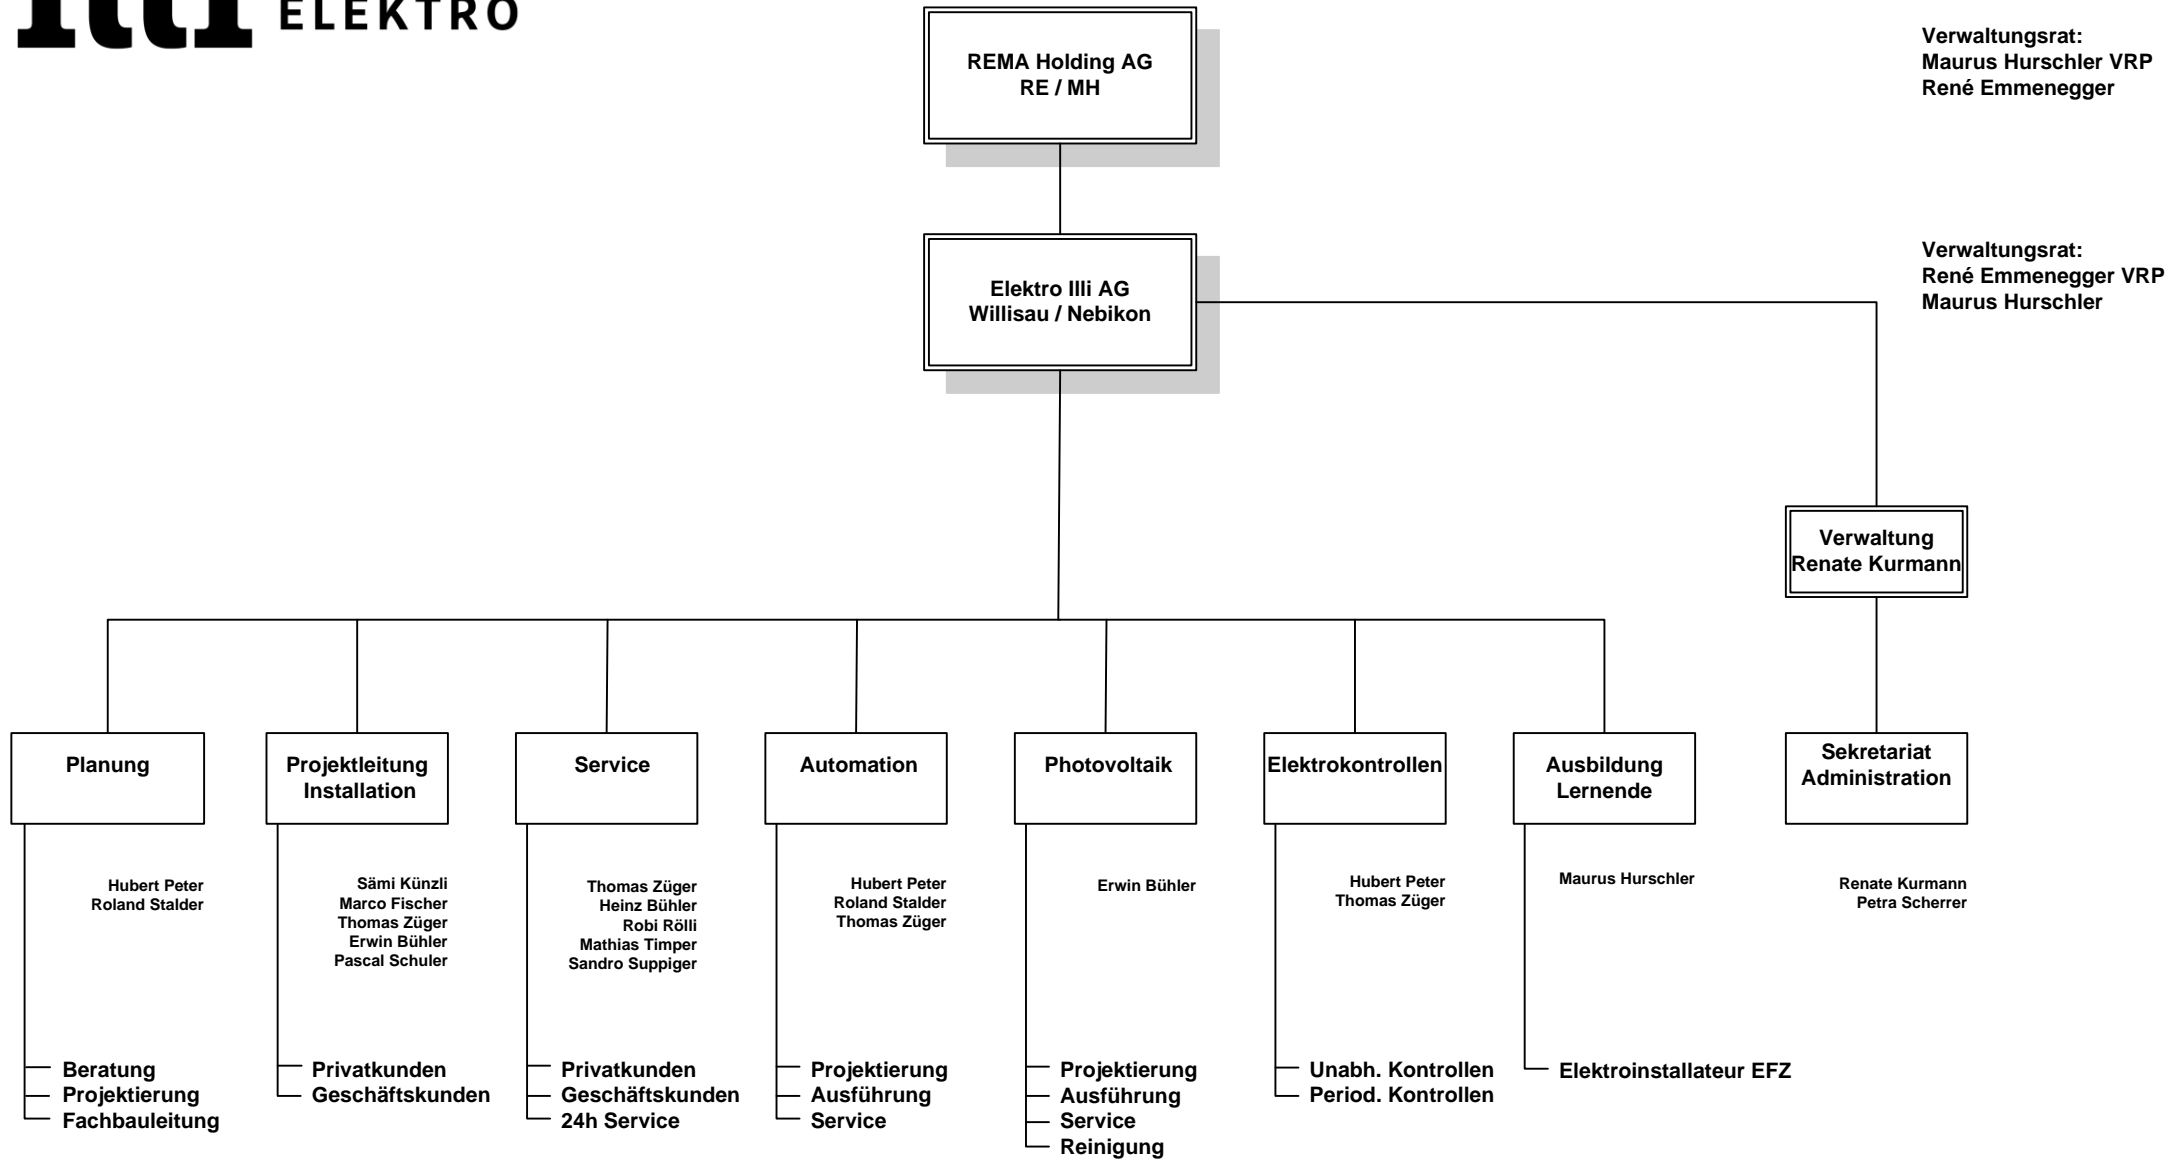 ELEKTRO
REMA Holding AG
RE / MH
Verwaltungsrat:
Maurus Hurschler VRP
René Emmenegger
Elektro Illi AG
Willisau / Nebikon
Verwaltungsrat:
René Emmenegger VRP
Maurus Hurschler
Verwaltung
Renate Kurmann
Planung
Hubert Peter
Roland Stalder
Beratung
Projektierung
Fachbauleitung
Projektleitung
Installation
Sämi Künzli
Marco Fischer
Thomas Züger
Erwin Bühler
Pascal Schuler
Privatkunden
Geschäftskunden
Service
Thomas Züger
Heinz Bühler
Robi Rölli
Mathias Timper
Sandro Suppiger
Privatkunden
Geschäftskunden
24h Service
Automation
Hubert Peter
Roland Stalder
Thomas Züger
Projektierung
Ausführung
Service
Photovoltaik
Erwin Bühler
Projektierung
Ausführung
Service
Reinigung
Elektrokontrollen
Hubert Peter
Thomas Züger
Unabh. Kontrollen
Period. Kontrollen
Ausbildung
Lernende
Maurus Hurschler
Elektroinstallateur EFZ
Sekretariat
Administration
Renate Kurmann
Petra Scherrer